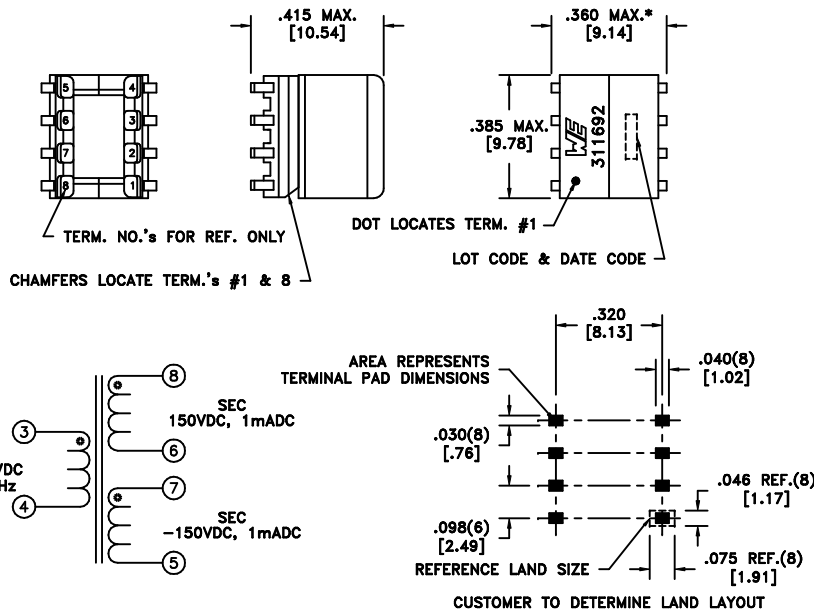 .415 MAX.
[10.54]
.360 MAX.*
[9.14]
5
4
6
3
7
2
8
1
.385 MAX.
[9.78]
WE
311692
TERM. NO.'s FOR REF. ONLY
DOT LOCATES TERM. #1
LOT CODE & DATE CODE
CHAMFERS LOCATE TERM.'s #1 & 8
.320
[8.13]
AREA REPRESENTS
TERMINAL PAD DIMENSIONS
.040(8)
[1.02]
8
SEC
150VDC, 1mADC
3
6
.030(8)
[.76]
VDC
Hz
4
7
.046 REF.(8)
[1.17]
SEC
-150VDC, 1mADC
5
.098(6)
[2.49]
REFERENCE LAND SIZE
.075 REF.(8)
[1.91]
CUSTOMER TO DETERMINE LAND LAYOUT